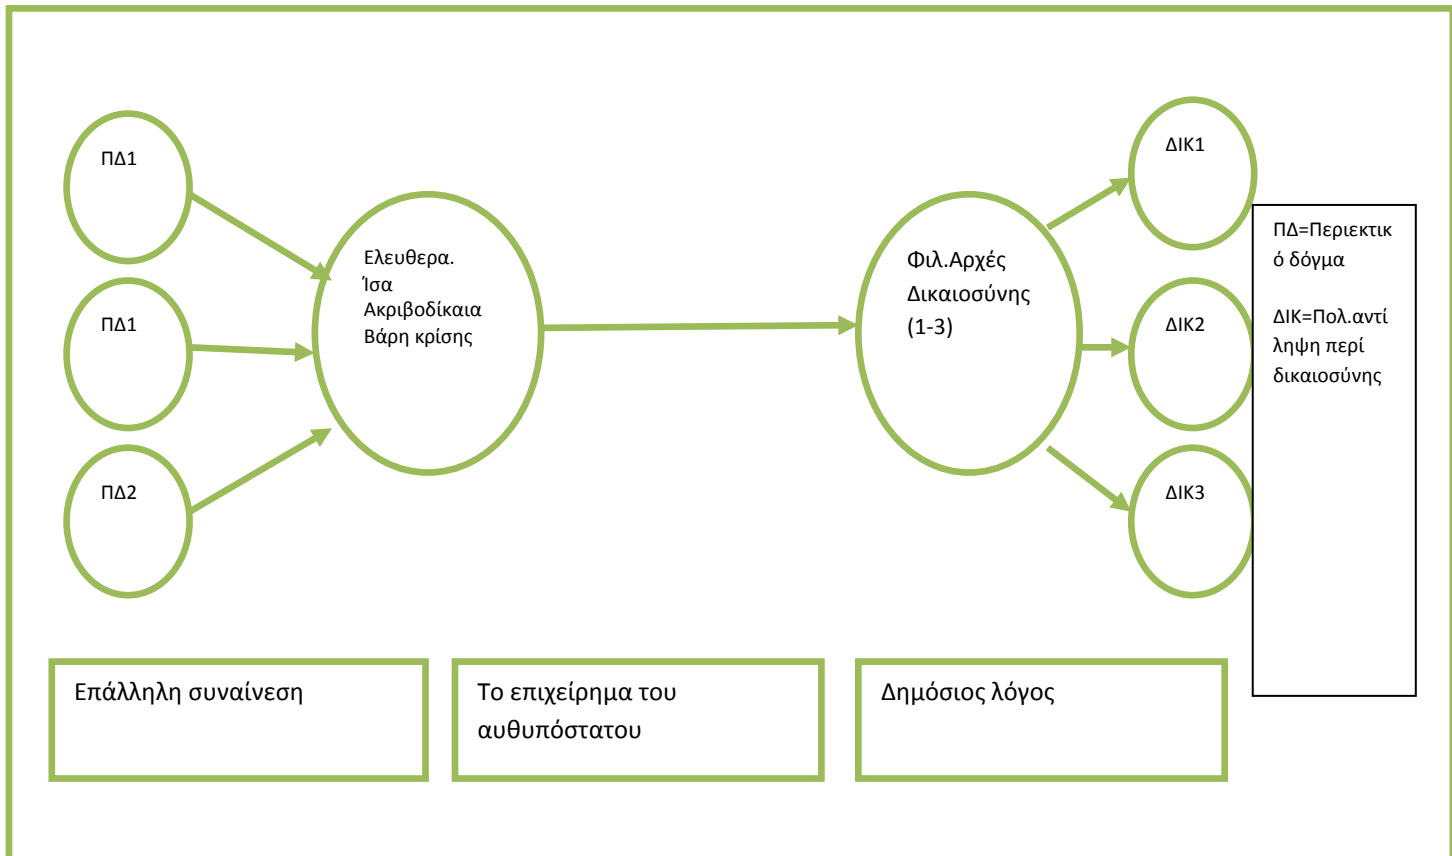 ΠΔ1
ΠΔ1
ΠΔ2
Ελευθερα.
Ίσα
Ακριβοδίκαια
Βάρη κρίσης
Φιλ.Αρχές
Δικαιοσύνης
(1-3)
ΔΙΚ1
ΔΙΚ2
ΔΙΚ3
ΠΔ=Περιεκτικ
ό δόγμα
ΔΙΚ=Πολ.αντί
ληψη περί
δικαιοσύνης
Επάλληλη συναίνεση
Το επιχείρημα του
αυθυπόστατου
Δημόσιος λόγος